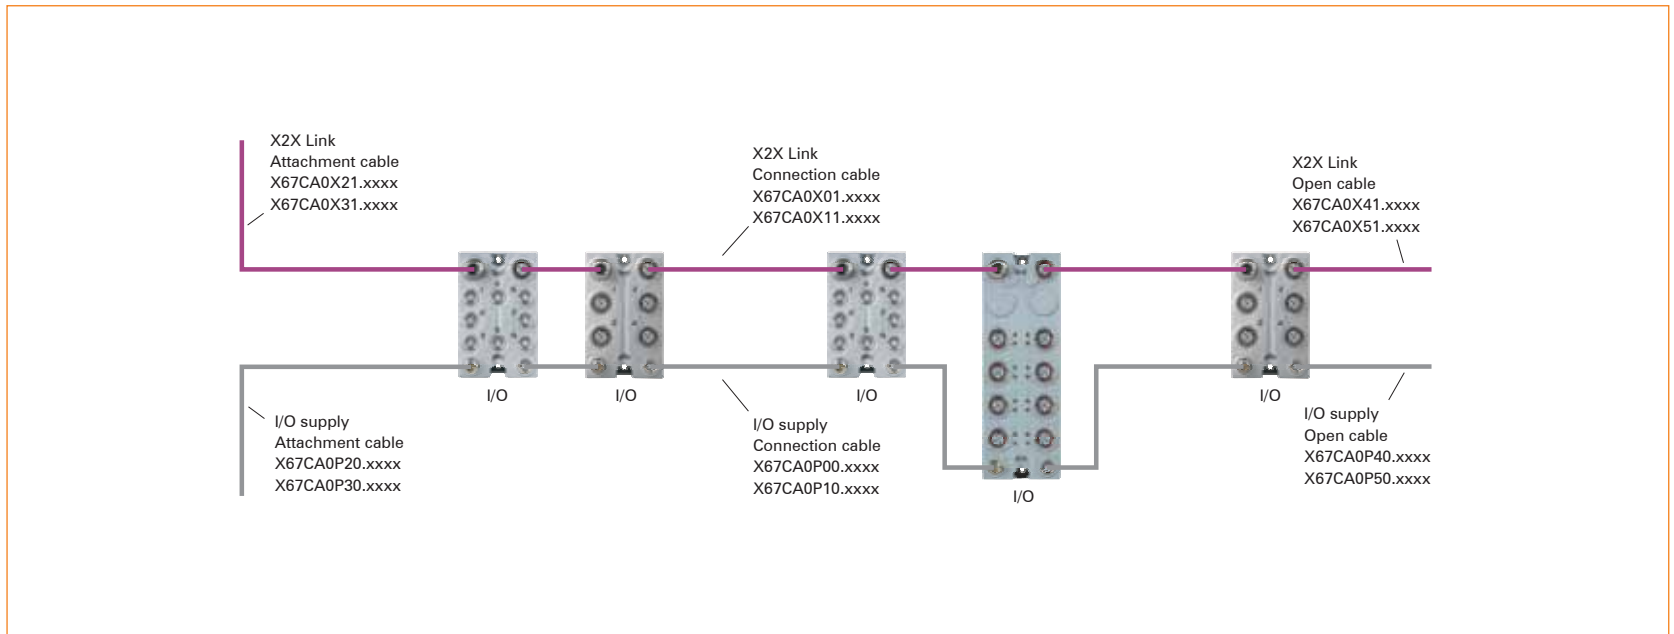 X2X Link
Attachment cable
X67CA0X21.xxxx
X67CA0X31.xxxx
X2X Link
Connection cable
X67CA0X01.xxxx
X67CA0X11.xxxx
X2X Link
Open cable
X67CA0X41.xxxx
X67CA0X51.xxxx
I/O
I/O
I/O
I/O
I/O
I/O supply
Attachment cable
X67CA0P20.xxxx
X67CA0P30.xxxx
I/O supply
Connection cable
X67CA0P00.xxxx
X67CA0P10.xxxx
I/O supply
Open cable
X67CA0P40.xxxx
X67CA0P50.xxxx